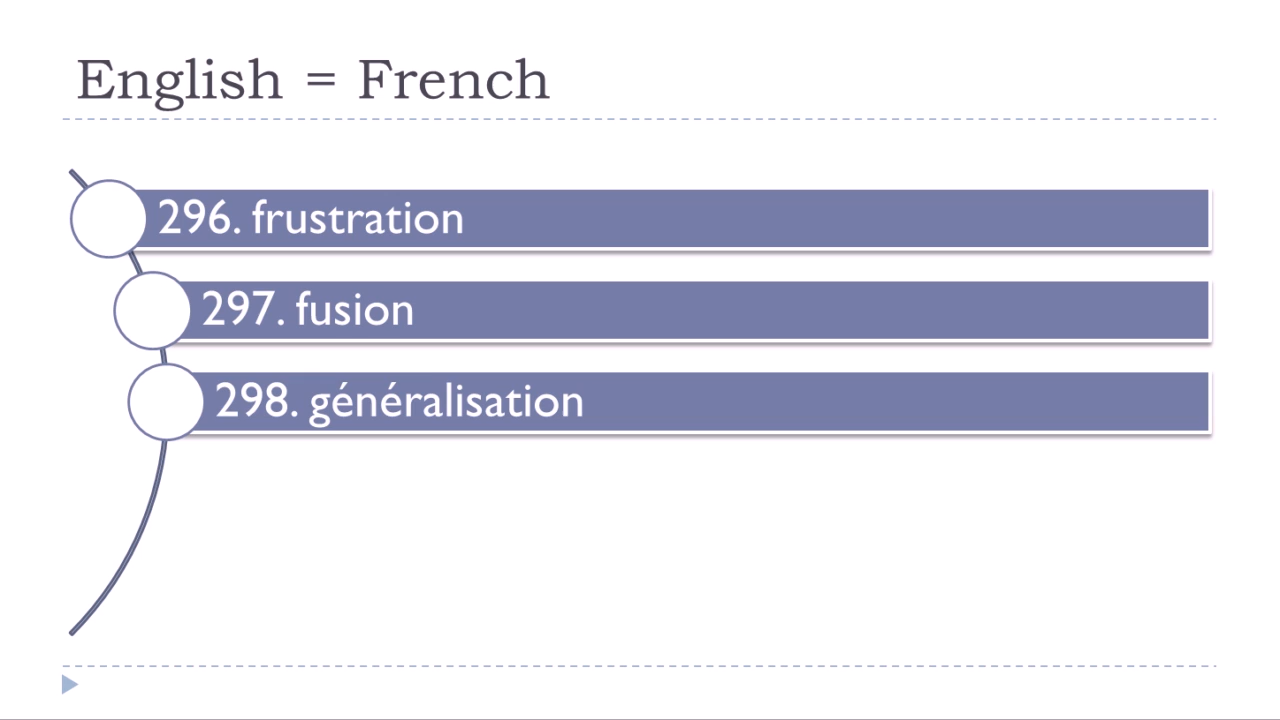 English = French
296. frustration
297. fusion
298. généralisation